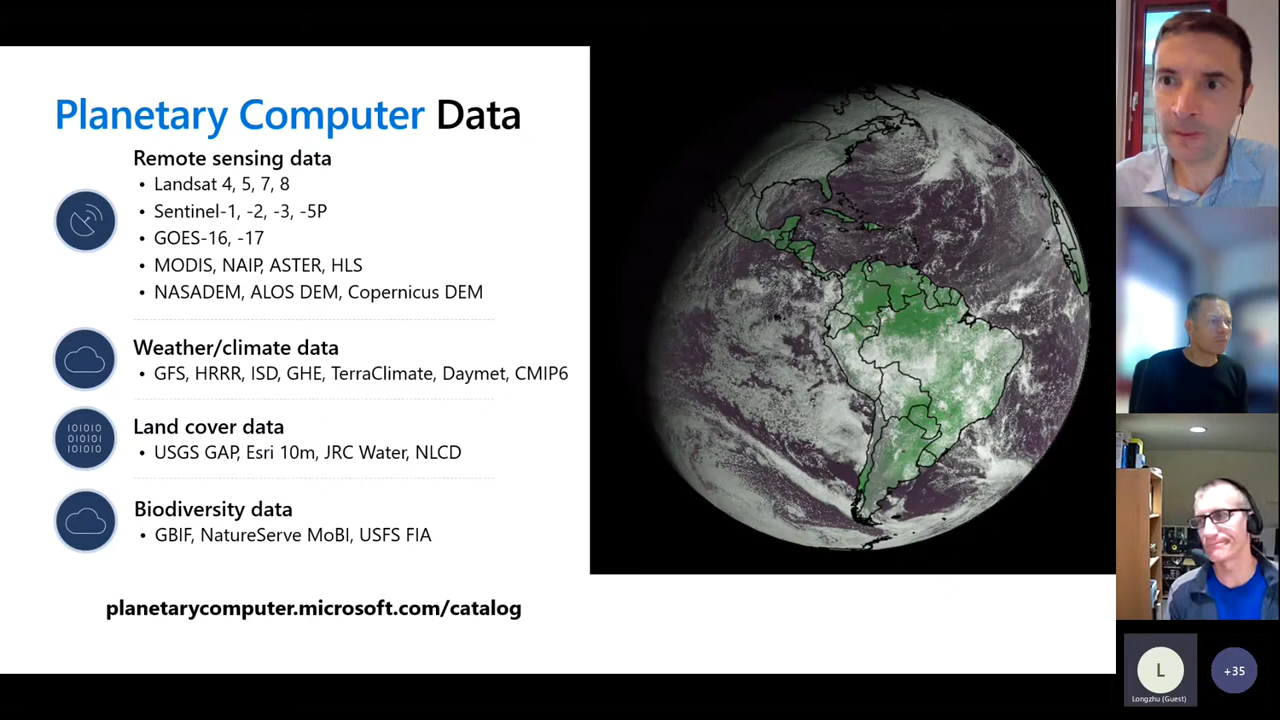 Planetary Computer Data
Remote sensing data
• Landsat 4, 5, 7, 8
• Sentinel-1, -2, -3, -5P
• GOES-16, -17
• MODIS, NAIP, ASTER, HLS
• NASADEM, ALOS DEM, Copernicus DEM
Weather/climate data
• GFS, HRRR, ISD, GHE, TerraClimate, Daymet, CMIP6
IOIOIO
OIOIOI
IOIOIO
Land cover data
• USGS GAP, Esri 10m, JRC Water, NLCD
Biodiversity data
• GBIF, NatureServe MoBI, USFS FIA
planetarycomputer.microsoft.com/catalog
L
Longzhu (Guest)
+35